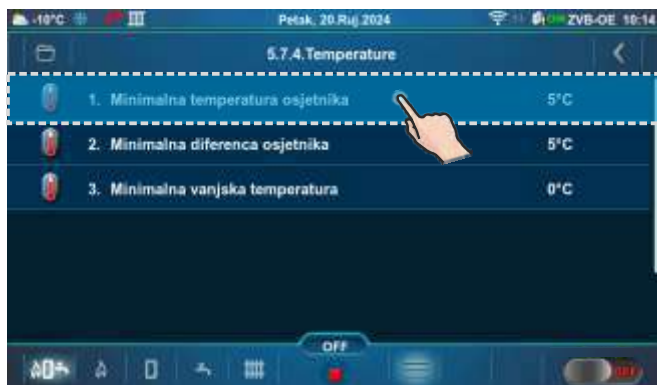 -10°C Petak, 20.Ruj.2024 ZVB-OE 10:14
5.7.4.Temperature
1. Minimalna temperatura osjetnika 5°C
2. Minimalna diferenca osjetnika 5°C
3. Minimalna vanjska temperatura 0°C
OFF
OFF